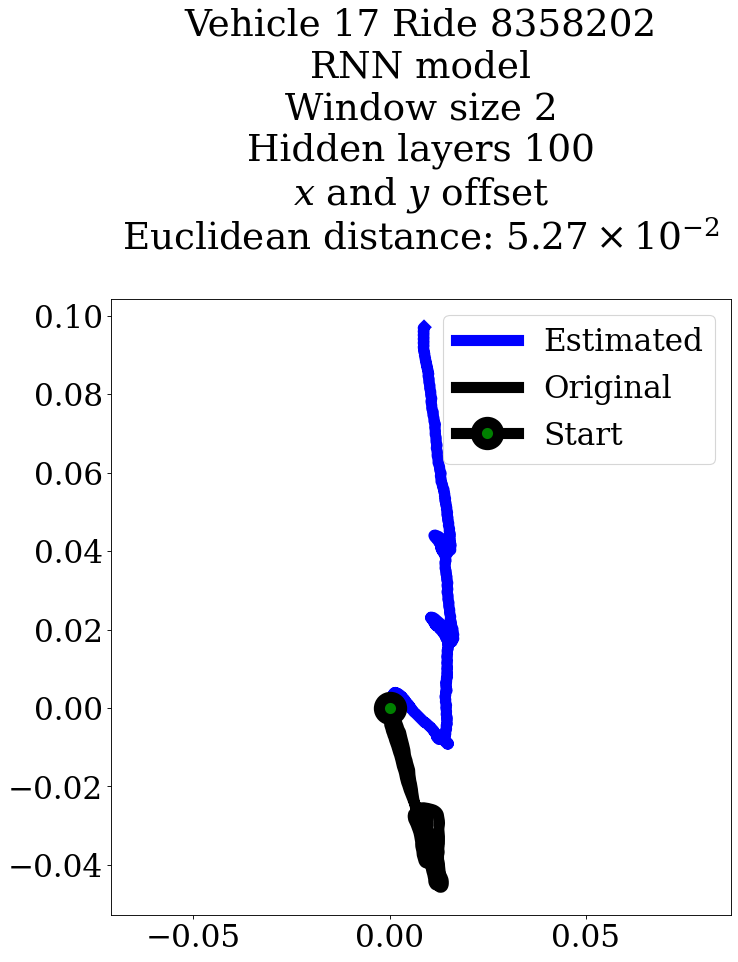 Vehicle 17 Ride 8358202
RNN model
Window size 2
Hidden layers 100
x and y offset
Euclidean distance: 5.27 × 10⁻²
Estimated
Original
Start
0.10
0.08
0.06
0.04
0.02
0.00
−0.02
−0.04
−0.05
0.00
0.05